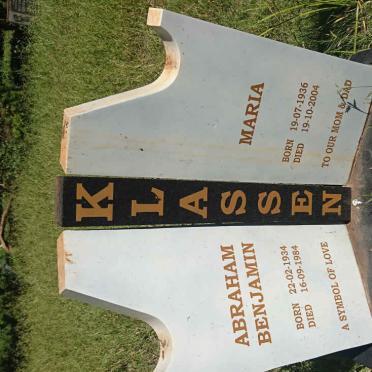 KLASSEN
ABRAHAM
BENJAMIN
BORN 22-02-1934
DIED 16-09-1984
A SYMBOL OF LOVE
MARIA
BORN 19-07-1936
DIED 19-10-2004
TO OUR MOM & DAD